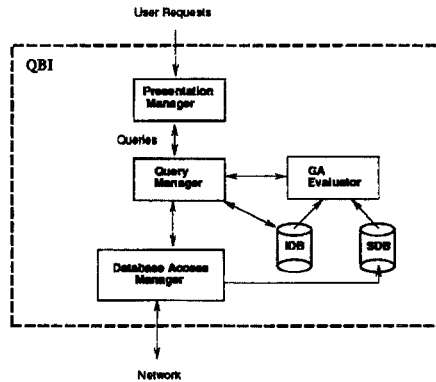 User Requests
QBI
Presentation
Manager
Queries
Query
Manager
GA
Evaluator
IDB
SDB
Database Access
Manager
Network